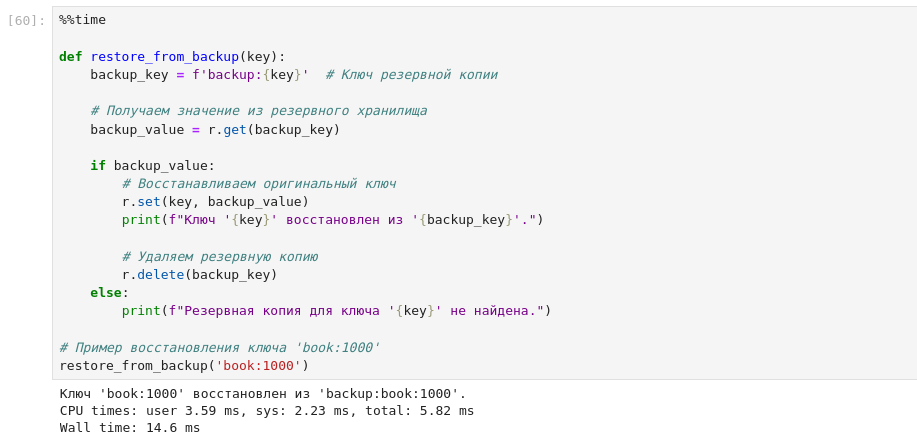 [60]: %%time
def restore_from_backup(key):
    backup_key = f'backup:{key}'  # Ключ резервной копии
    # Получаем значение из резервного хранилища
    backup_value = r.get(backup_key)
    if backup_value:
        # Восстанавливаем оригинальный ключ
        r.set(key, backup_value)
        print(f"Ключ '{key}' восстановлен из '{backup_key}'.")
        # Удаляем резервную копию
        r.delete(backup_key)
    else:
        print(f"Резервная копия для ключа '{key}' не найдена.")
# Пример восстановления ключа 'book:1000'
restore_from_backup('book:1000')
Ключ 'book:1000' восстановлен из 'backup:book:1000'.
CPU times: user 3.59 ms, sys: 2.23 ms, total: 5.82 ms
Wall time: 14.6 ms